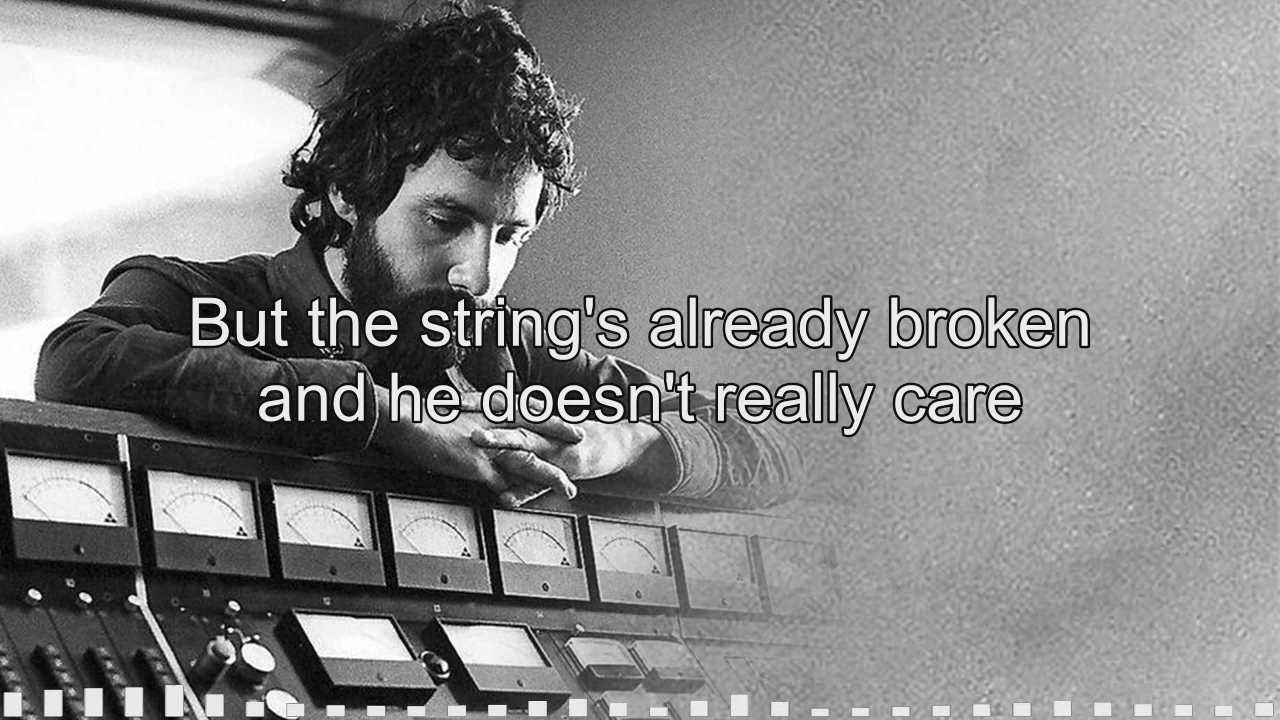 But the string's already broken
and he doesn't really care